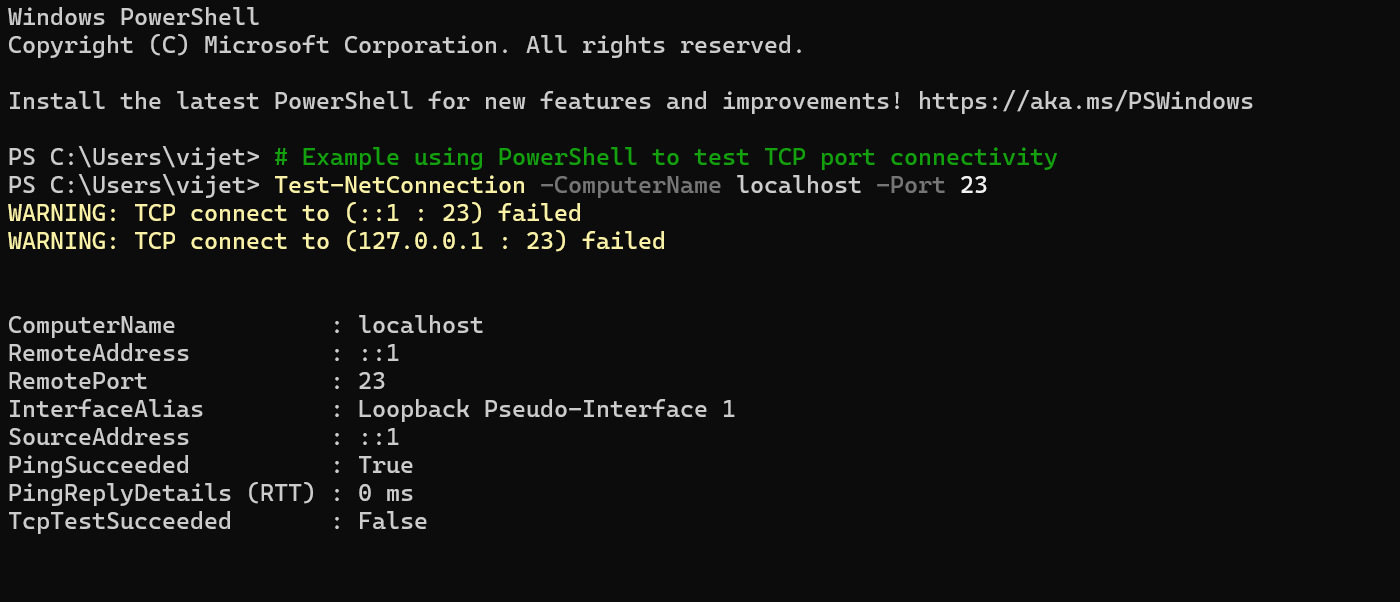 Windows PowerShell
Copyright (C) Microsoft Corporation. All rights reserved.
Install the latest PowerShell for new features and improvements! https://aka.ms/PSWindows
PS C:\Users\vijet> # Example using PowerShell to test TCP port connectivity
PS C:\Users\vijet> Test-NetConnection -ComputerName localhost -Port 23
WARNING: TCP connect to (::1 : 23) failed
WARNING: TCP connect to (127.0.0.1 : 23) failed
ComputerName           : localhost
RemoteAddress          : ::1
RemotePort             : 23
InterfaceAlias         : Loopback Pseudo-Interface 1
SourceAddress          : ::1
PingSucceeded          : True
PingReplyDetails (RTT) : 0 ms
TcpTestSucceeded       : False